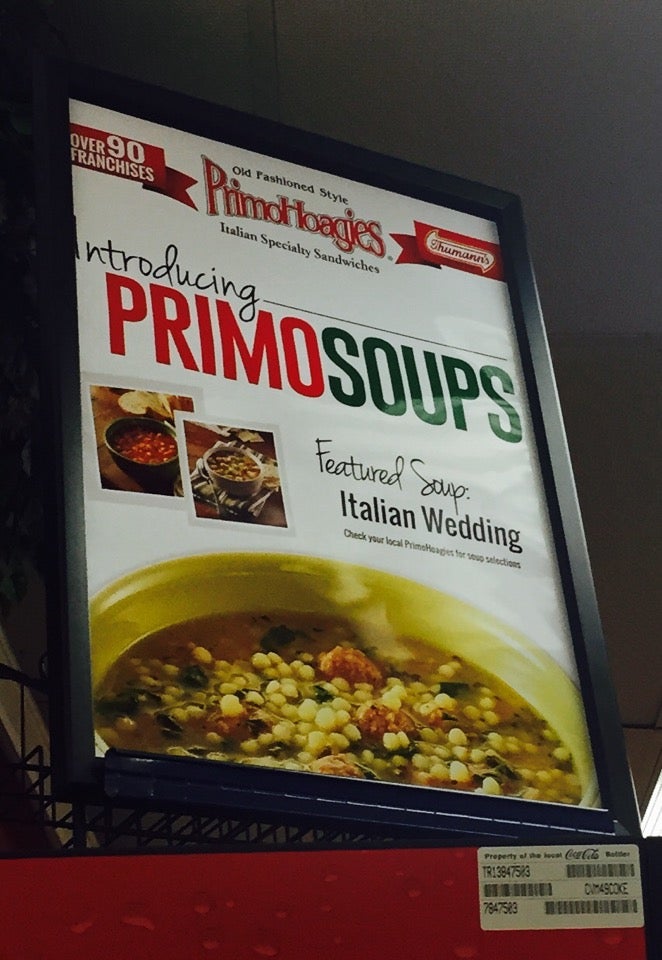 OVER 90
FRANCHISES
Old Fashioned Style
PrimoHoagies
Italian Specialty Sandwiches
Thumann's
Introducing
PRIMOSOUPS
Featured Soup:
Italian Wedding
Check your local PrimoHoagies for soup selections
Property of the local Coca-Cola Bottler
TR13847503
CVM49COKE
7847503